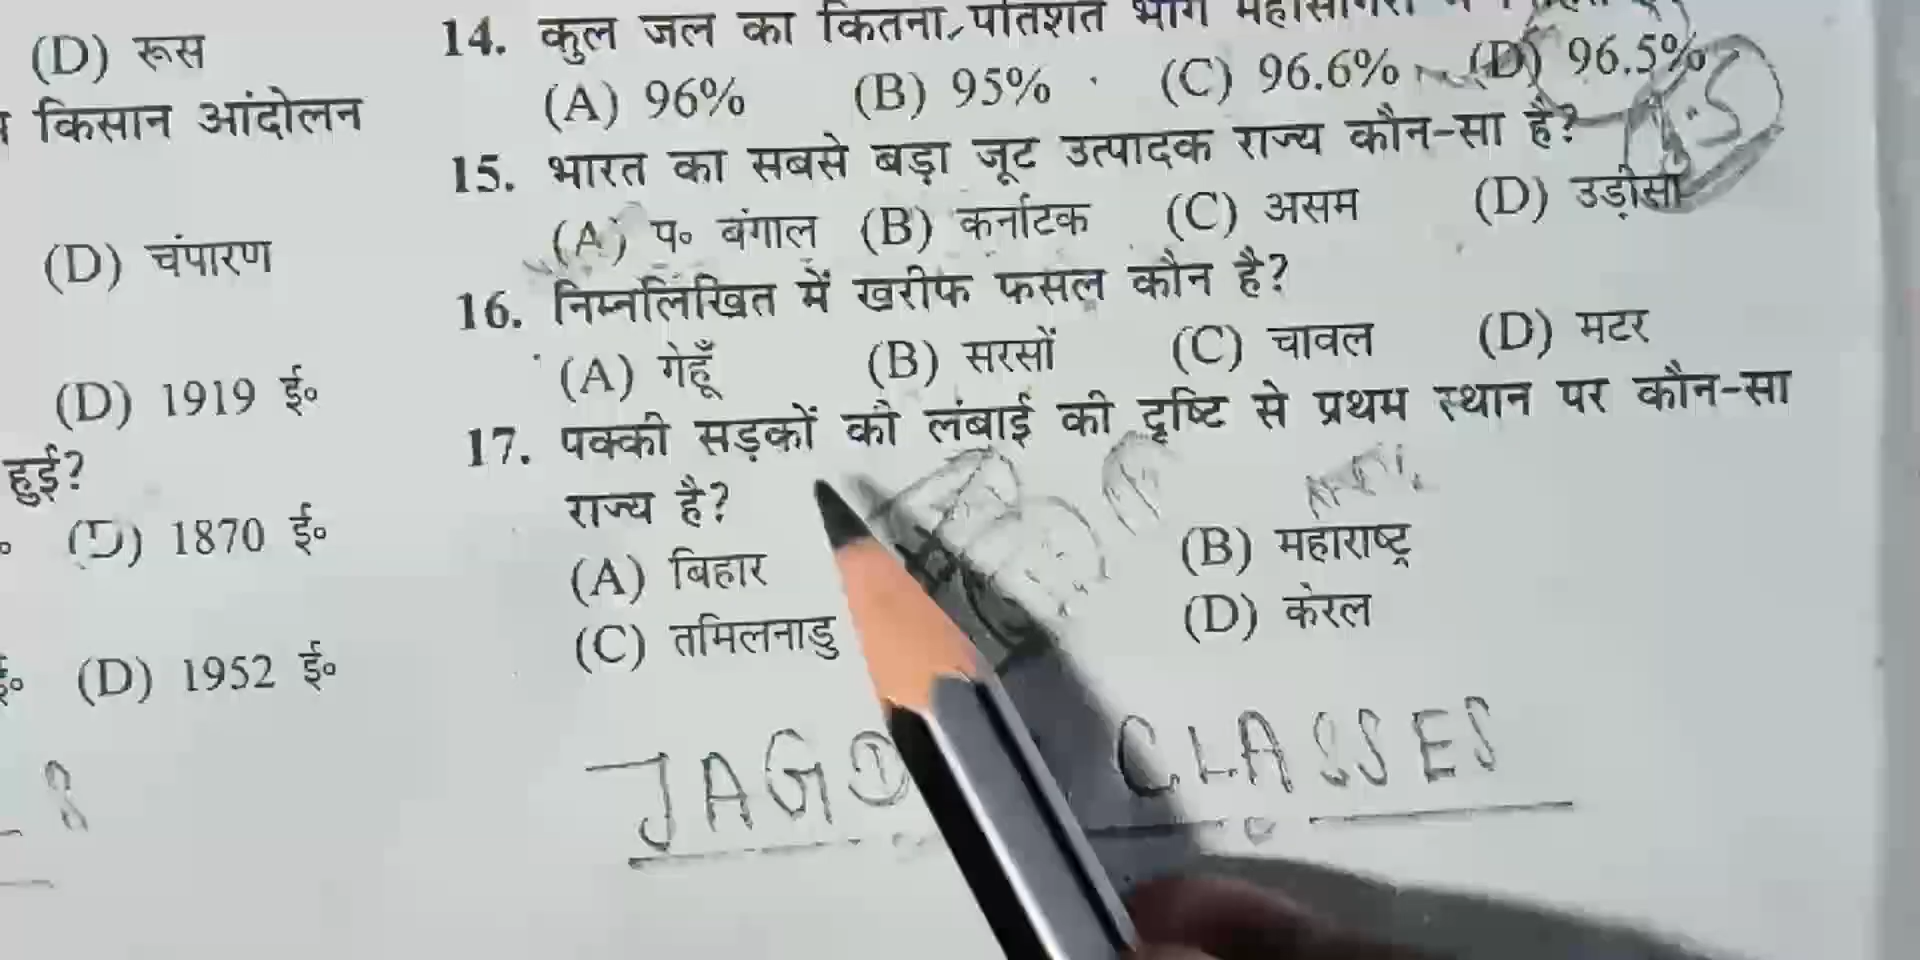 (D) रूस
किसान आंदोलन
(D) चंपारण
(D) 1919 ई०
हुई?
(D) 1870 ई०
ई० (D) 1952 ई०
14. कुल जल का कितना प्रतिशत भाग
(A) 96% (B) 95% (C) 96.6% (D) 96.5%
15. भारत का सबसे बड़ा जूट उत्पादक राज्य कौन-सा है?
(A) प० बंगाल (B) कर्नाटक (C) असम (D) उड़ीसा
16. निम्नलिखित में खरीफ फसल कौन है?
(A) गेहूँ (B) सरसों (C) चावल (D) मटर
17. पक्की सड़कों की लंबाई की दृष्टि से प्रथम स्थान पर कौन-सा
राज्य है?
(A) बिहार (B) महाराष्ट्र
(C) तमिलनाडु (D) केरल
CLASSES